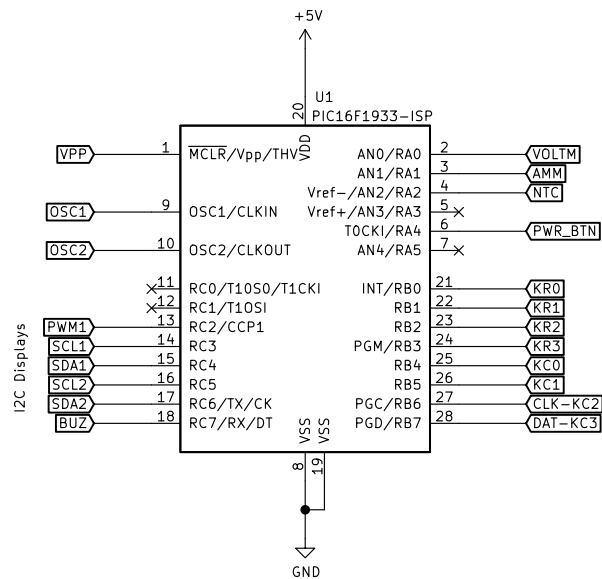 +5V
U1
PIC16F1933-ISP
20
VDD
VPP 1 MCLR/Vpp/THV
OSC1 9 OSC1/CLKIN
OSC2 10 OSC2/CLKOUT
11 RC0/T1OSO/T1CKI
12 RC1/T1OSI
PWM1 13 RC2/CCP1
SCL1 14 RC3
SDA1 15 RC4
SCL2 16 RC5
SDA2 17 RC6/TX/CK
BUZ 18 RC7/RX/DT
I2C Displays
AN0/RA0 2 VOLTM
AN1/RA1 3 AMM
Vref-/AN2/RA2 4 NTC
Vref+/AN3/RA3 5
T0CKI/RA4 6 PWR_BTN
AN4/RA5 7
INT/RB0 21 KR0
RB1 22 KR1
RB2 23 KR2
PGM/RB3 24 KR3
RB4 25 KC0
RB5 26 KC1
PGC/RB6 27 CLK-KC2
PGD/RB7 28 DAT-KC3
VSS
VSS
8
19
GND